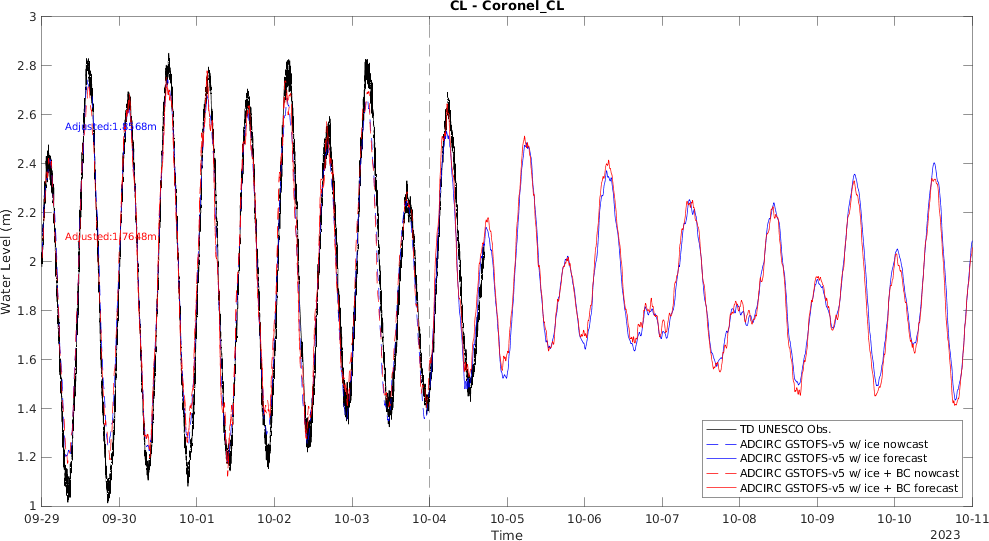 CL - Coronel_CL
Water Level (m)
3
2.8
2.6
2.4
2.2
2
1.8
1.6
1.4
1.2
1
Adjusted:1.8568m
Adjusted:1.7648m
TD UNESCO Obs.
ADCIRC GSTOFS-v5 w/ ice nowcast
ADCIRC GSTOFS-v5 w/ ice forecast
ADCIRC GSTOFS-v5 w/ ice + BC nowcast
ADCIRC GSTOFS-v5 w/ ice + BC forecast
09-29 09-30 10-01 10-02 10-03 10-04 10-05 10-06 10-07 10-08 10-09 10-10 10-11
Time
2023